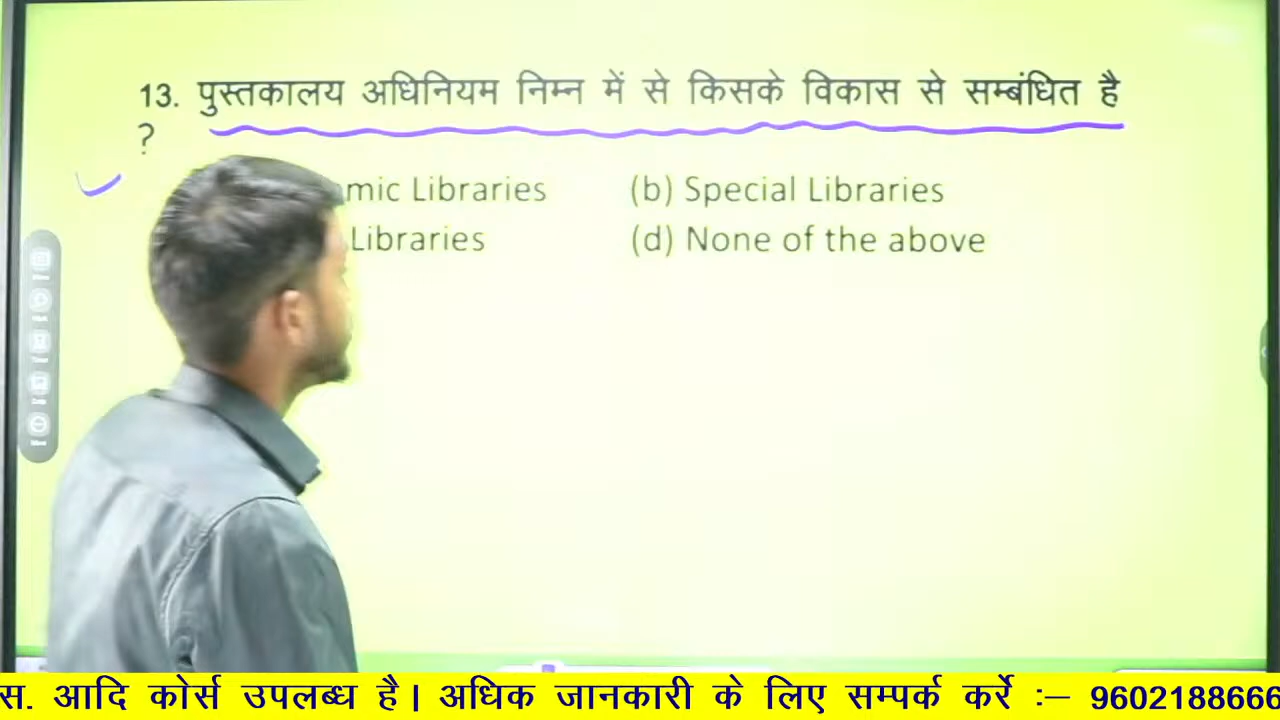 13. पुस्तकालय अधिनियम निम्न में से किसके विकास से सम्बंधित है
?
mic Libraries (b) Special Libraries
Libraries (d) None of the above
स. आदि कोर्स उपलब्ध है। अधिक जानकारी के लिए सम्पर्क करें :– 9602188666